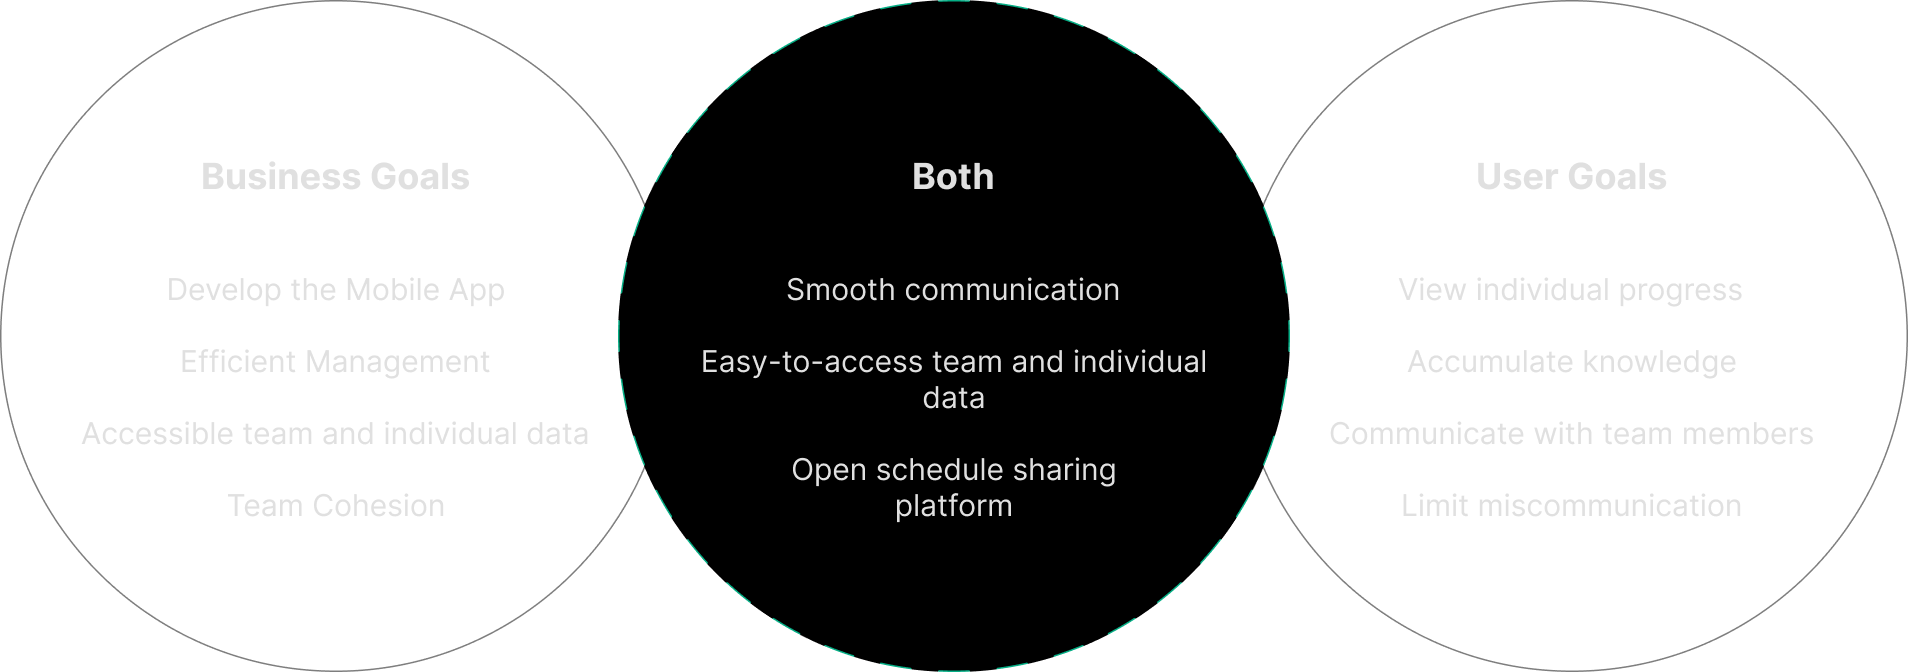 Business Goals
Develop the Mobile App
Efficient Management
Accessible team and individual data
Team Cohesion
Both
Smooth communication
Easy-to-access team and individual
data
Open schedule sharing
platform
User Goals
View individual progress
Accumulate knowledge
Communicate with team members
Limit miscommunication